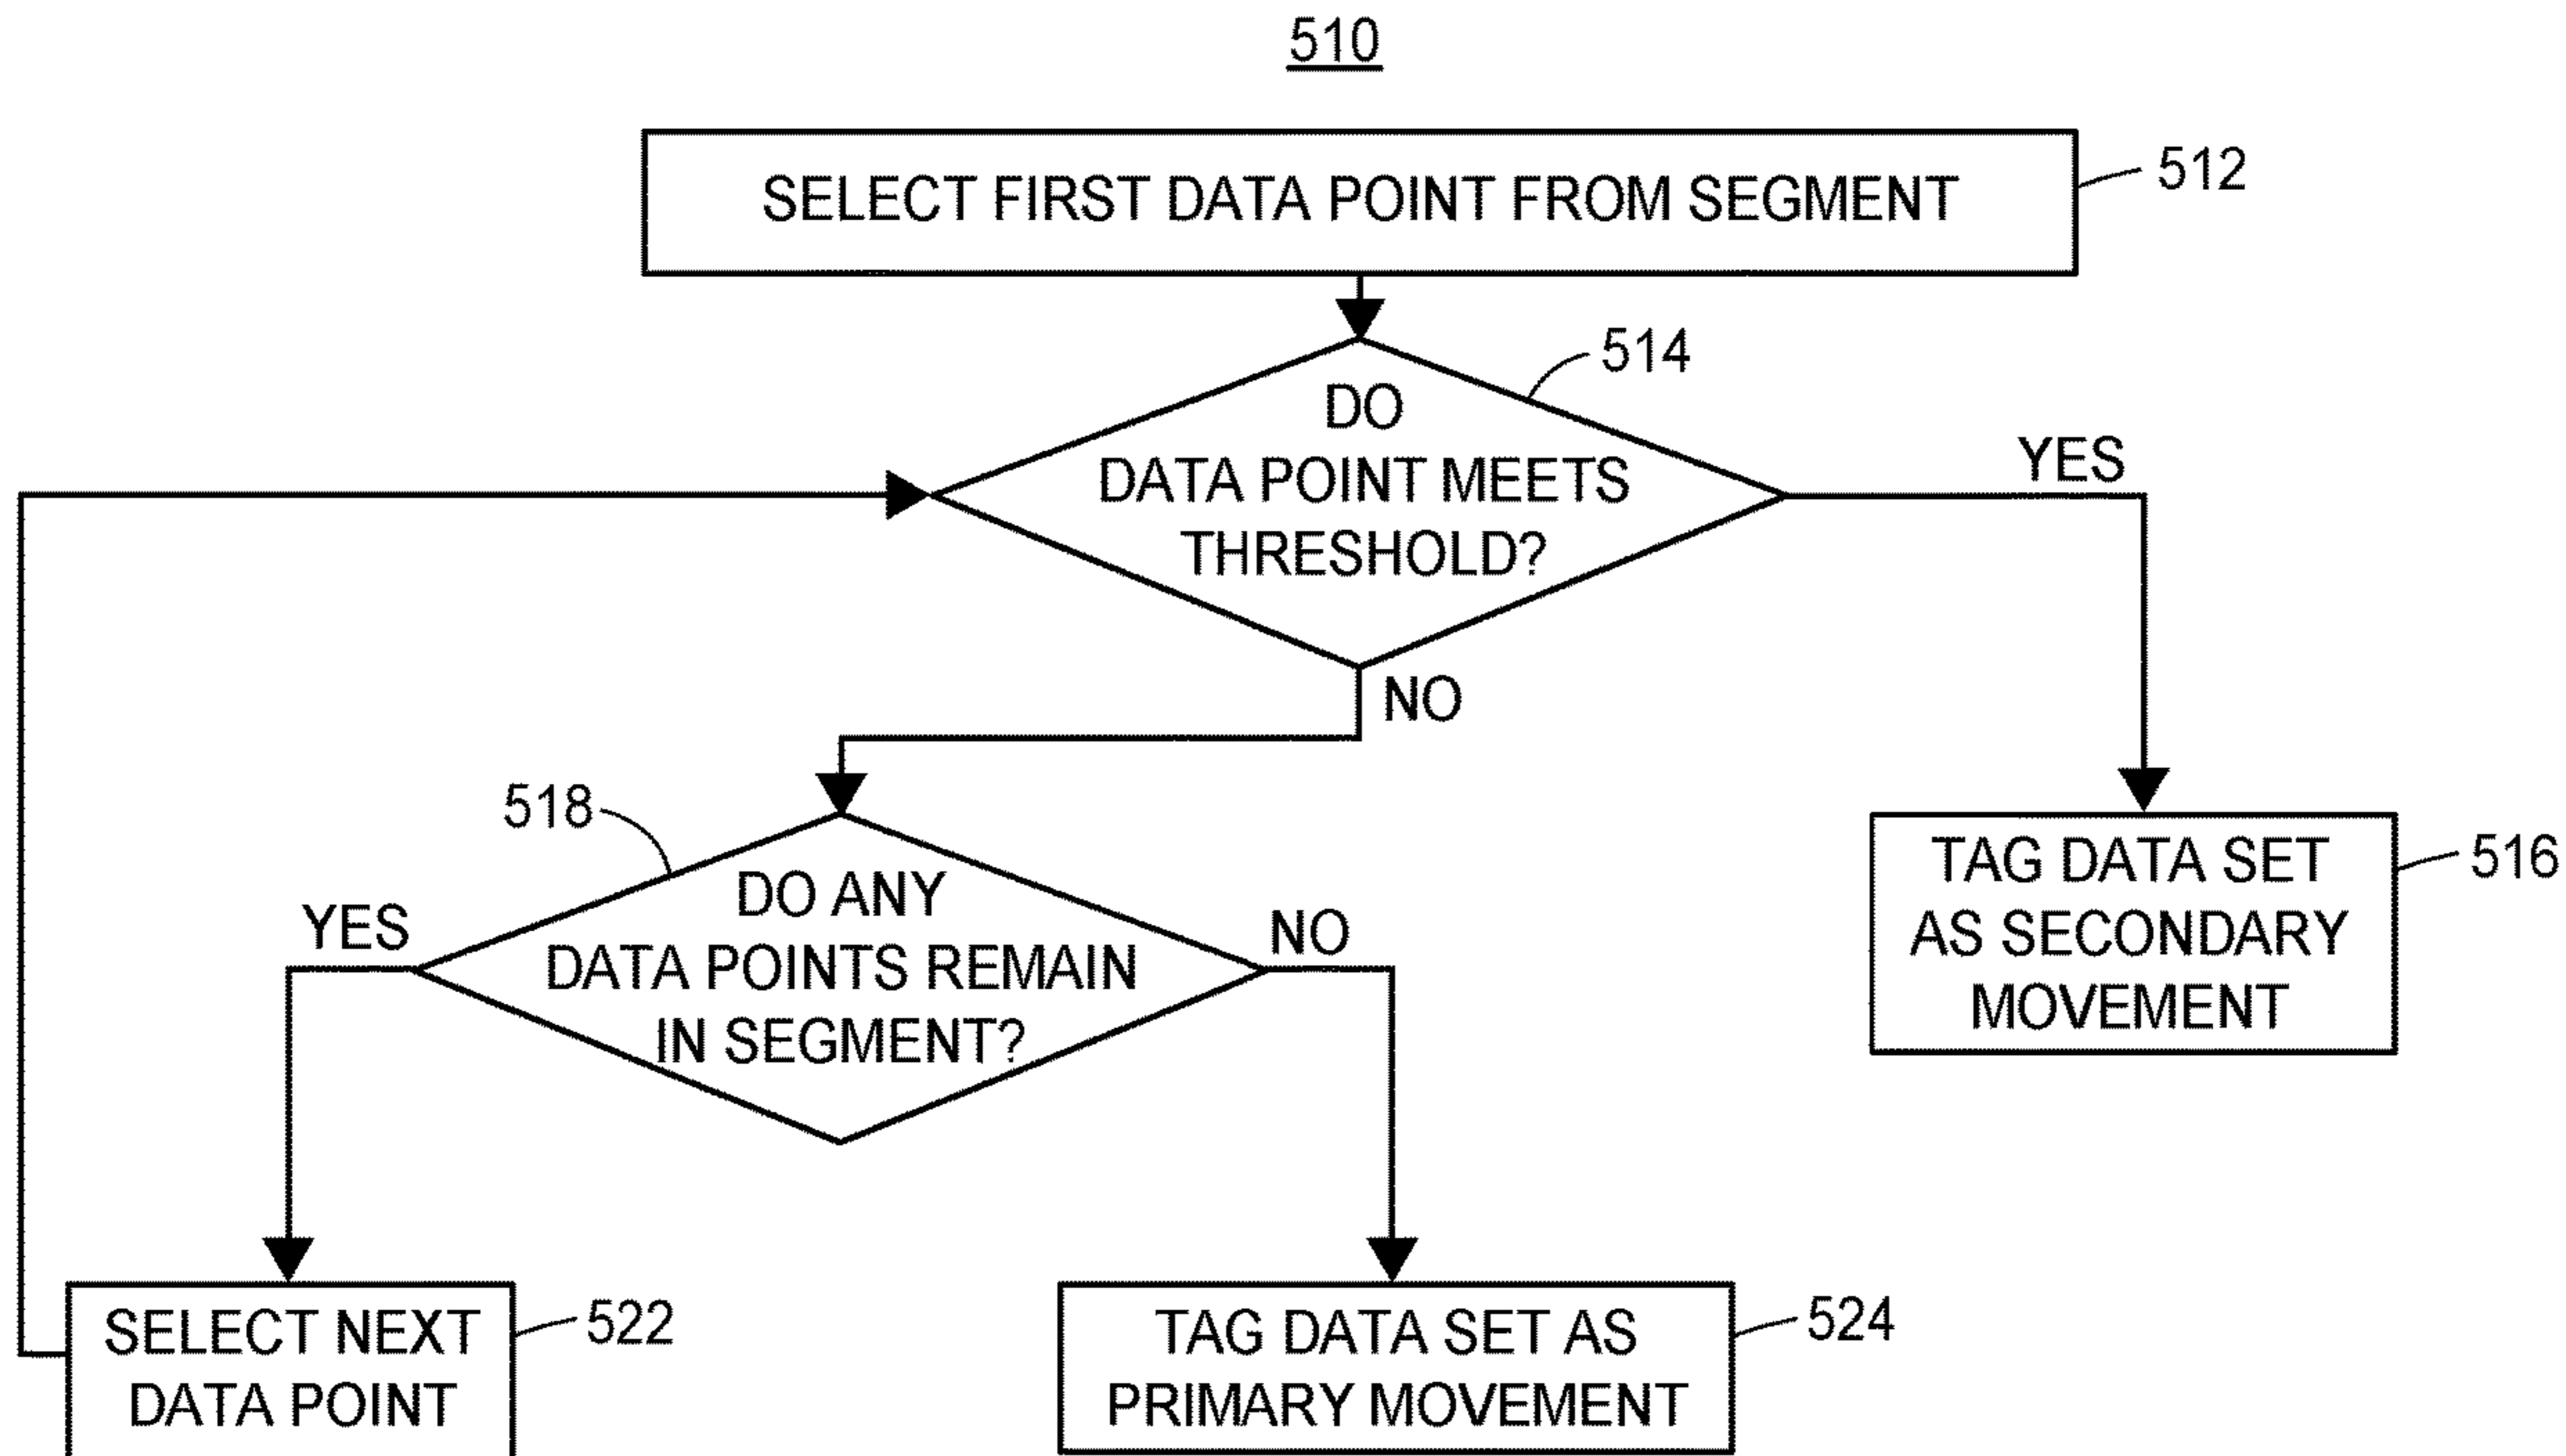 510
SELECT FIRST DATA POINT FROM SEGMENT
512
514
DO
DATA POINT MEETS
THRESHOLD?
YES
NO
518
DO ANY
DATA POINTS REMAIN
IN SEGMENT?
YES
NO
TAG DATA SET
AS SECONDARY
MOVEMENT
516
SELECT NEXT
DATA POINT
522
TAG DATA SET AS
PRIMARY MOVEMENT
524